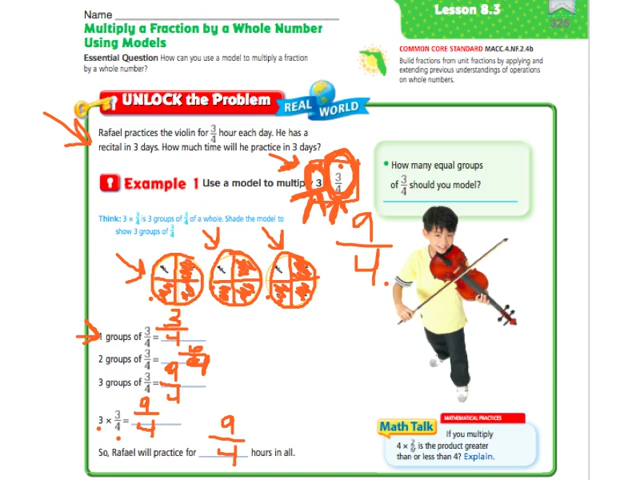 Name
Lesson 8.3
325
Multiply a Fraction by a Whole Number
Using Models
Essential Question How can you use a model to multiply a fraction
by a whole number?
COMMON CORE STANDARD MACC.4.NF.2.4b
Build fractions from unit fractions by applying and
extending previous understandings of operations
on whole numbers.
UNLOCK the Problem
REAL WORLD
Rafael practices the violin for 3/4 hour each day. He has a
recital in 3 days. How much time will he practice in 3 days?
Example 1 Use a model to multiply 3 3/4
9/4
How many equal groups
of 3/4 should you model?
Think: 3 × 3/4 is 3 groups of 3/4 of a whole. Shade the model to
show 3 groups of 3/4
1 groups of 3/4 = 3/4
2 groups of 3/4 = 6/4
3 groups of 3/4 = 9/4
3 × 3/4 = 9/4
So, Rafael will practice for 9/4 hours in all.
Math Talk
MATHEMATICAL PRACTICES
If you multiply
4 × 2/6 is the product greater
than or less than 4? Explain.